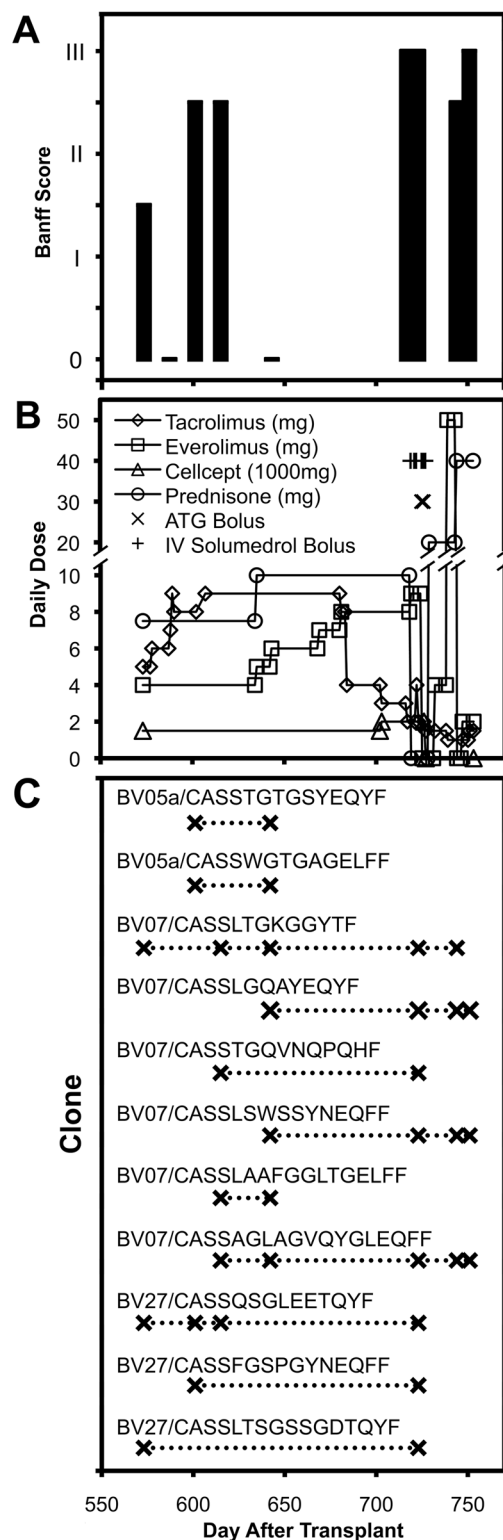 A
III
II
I
0
Banff Score
B
50
40
30
20
10
8
6
4
2
0
Daily Dose
Tacrolimus (mg)
Everolimus (mg)
Cellcept (1000mg)
Prednisone (mg)
ATG Bolus
IV Solumedrol Bolus
C
Clone
BV05a/CASSTGTGSYEQYF
BV05a/CASSWGTGAGELFF
BV07/CASSLTGKGGYTF
BV07/CASSLGQAYEQYF
BV07/CASSTGQVNQPQHF
BV07/CASSLSWSSYNEQFF
BV07/CASSLAAFGGLTGELFF
BV07/CASSAGLAGVQYGLEQFF
BV27/CASSQSGLEETQYF
BV27/CASSFGSPGYNEQFF
BV27/CASSLTSGSSGDTQYF
550 600 650 700 750
Day After Transplant